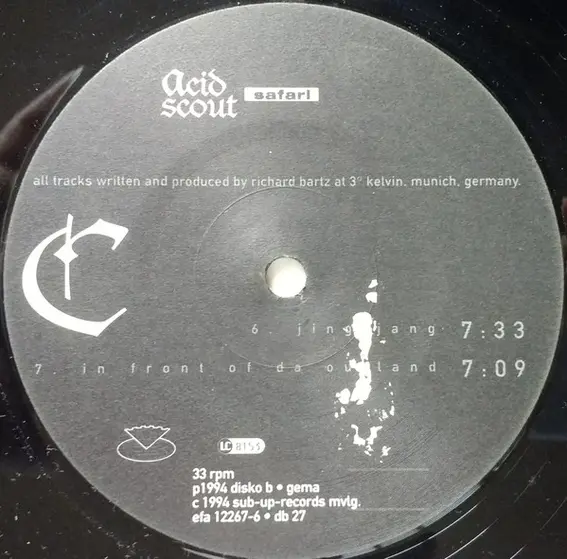 acid
scout safari
all tracks written and produced by richard bartz at 3° kelvin. munich. germany.
C
6. jing jang 7:33
7. in front of da outland 7:09
LC 8153
33 rpm
p1994 disko b • gema
c 1994 sub-up-records mvlg.
efa 12267-6 • db 27